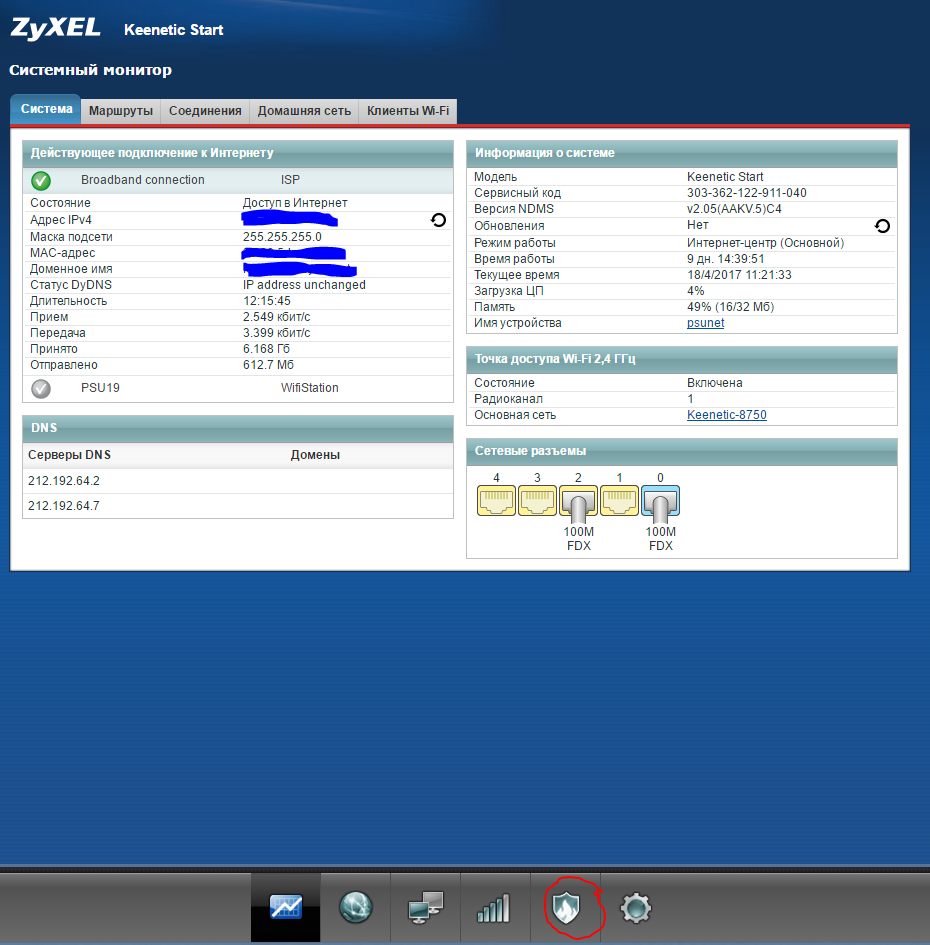 ZyXEL Keenetic Start
Системный монитор
Система Маршруты Соединения Домашняя сеть Клиенты Wi-Fi
Действующее подключение к Интернету
Broadband connection ISP
Состояние Доступ в Интернет
Адрес IPv4
Маска подсети 255.255.255.0
MAC-адрес
Доменное имя
Статус DyDNS IP address unchanged
Длительность 12:15:45
Прием 2.549 кбит/с
Передача 3.399 кбит/с
Принято 6.168 Гб
Отправлено 612.7 Мб
PSU19 WifiStation
DNS
Серверы DNS Домены
212.192.64.2
212.192.64.7
Информация о системе
Модель Keenetic Start
Сервисный код 303-362-122-911-040
Версия NDMS v2.05(AAKV.5)C4
Обновления Нет
Режим работы Интернет-центр (Основной)
Время работы 9 дн. 14:39:51
Текущее время 18/4/2017 11:21:33
Загрузка ЦП 4%
Память 49% (16/32 Мб)
Имя устройства psunet
Точка доступа Wi-Fi 2,4 ГГц
Состояние Включена
Радиоканал 1
Основная сеть Keenetic-8750
Сетевые разъемы
4 3 2 1 0
100M 100M
FDX FDX